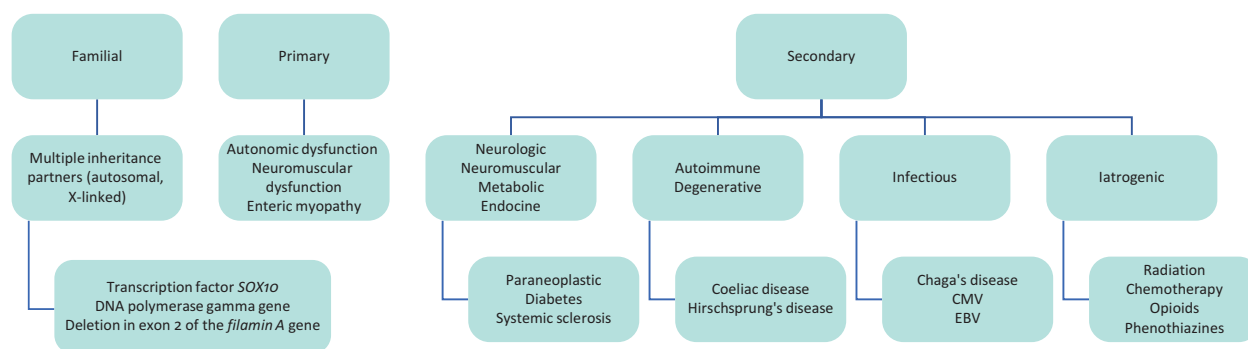 Familial
Primary
Secondary
Multiple inheritance
partners (autosomal,
X-linked)
Autonomic dysfunction
Neuromuscular
dysfunction
Enteric myopathy
Neurologic
Neuromuscular
Metabolic
Endocrine
Autoimmune
Degenerative
Infectious
Iatrogenic
Transcription factor SOX10
DNA polymerase gamma gene
Deletion in exon 2 of the filamin A gene
Paraneoplastic
Diabetes
Systemic sclerosis
Coeliac disease
Hirschsprung's disease
Chaga's disease
CMV
EBV
Radiation
Chemotherapy
Opioids
Phenothiazines